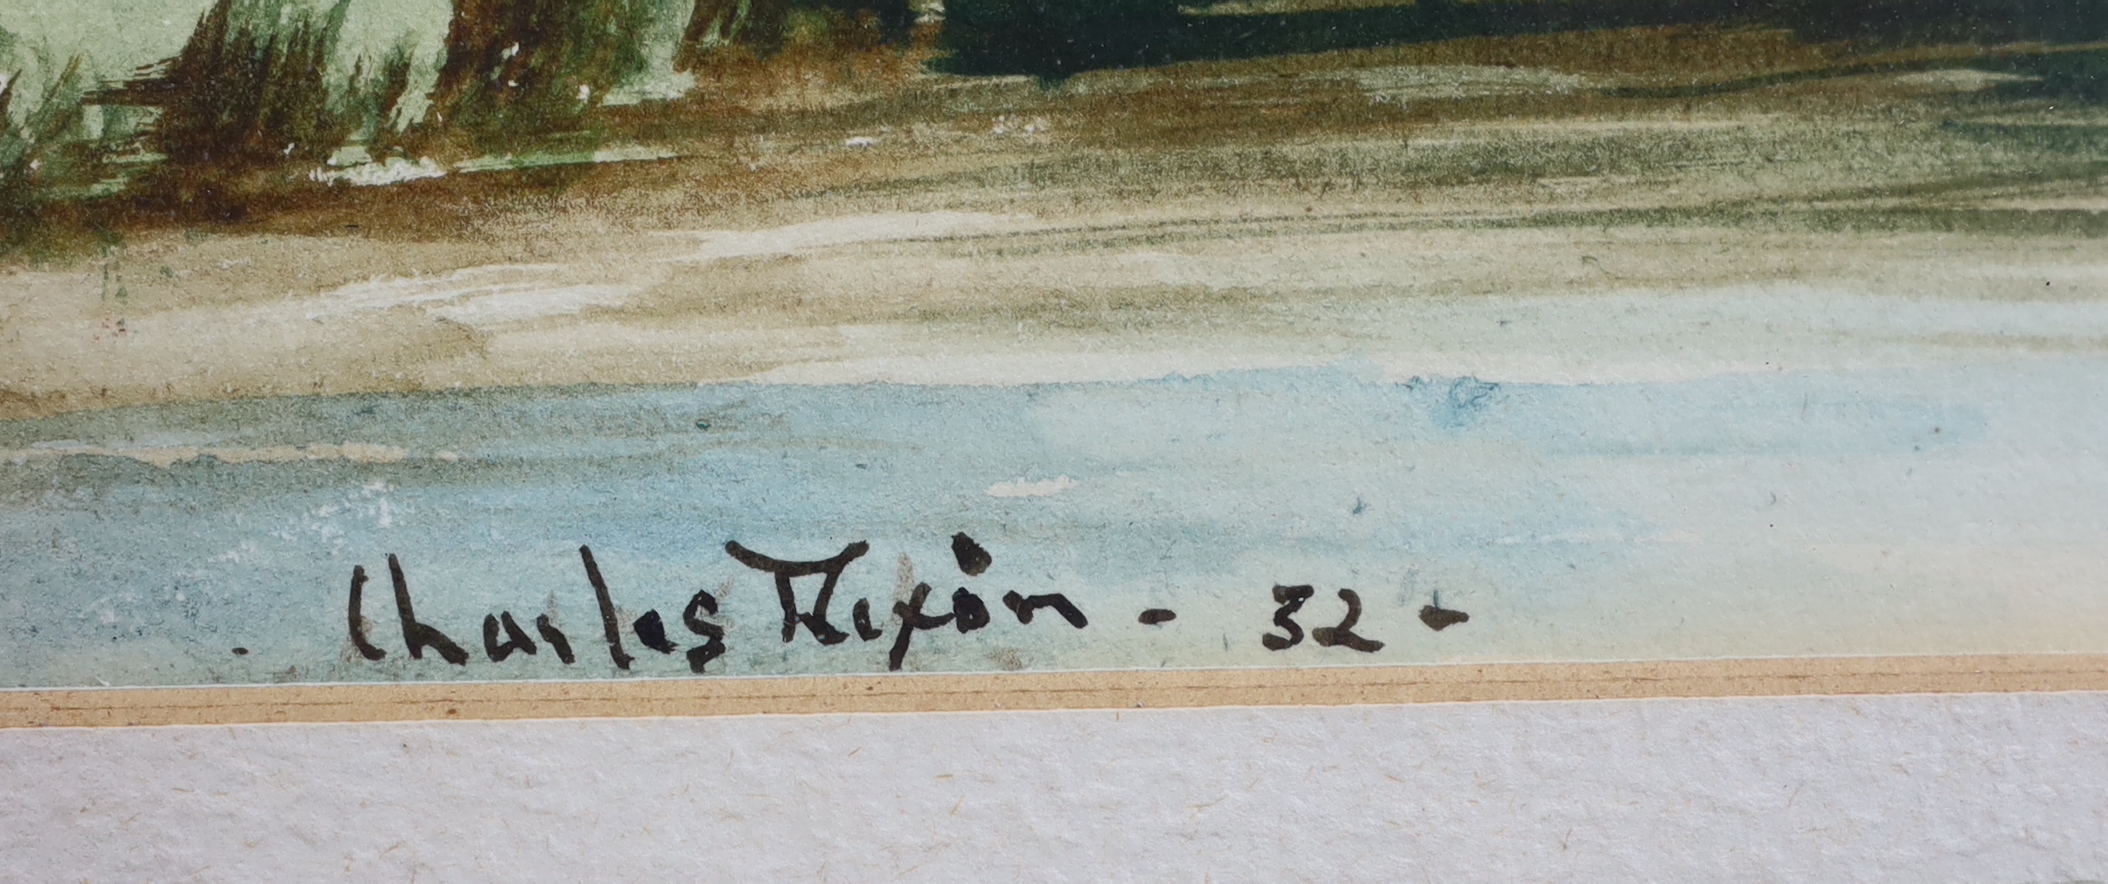 Charles Dixon - 32 -